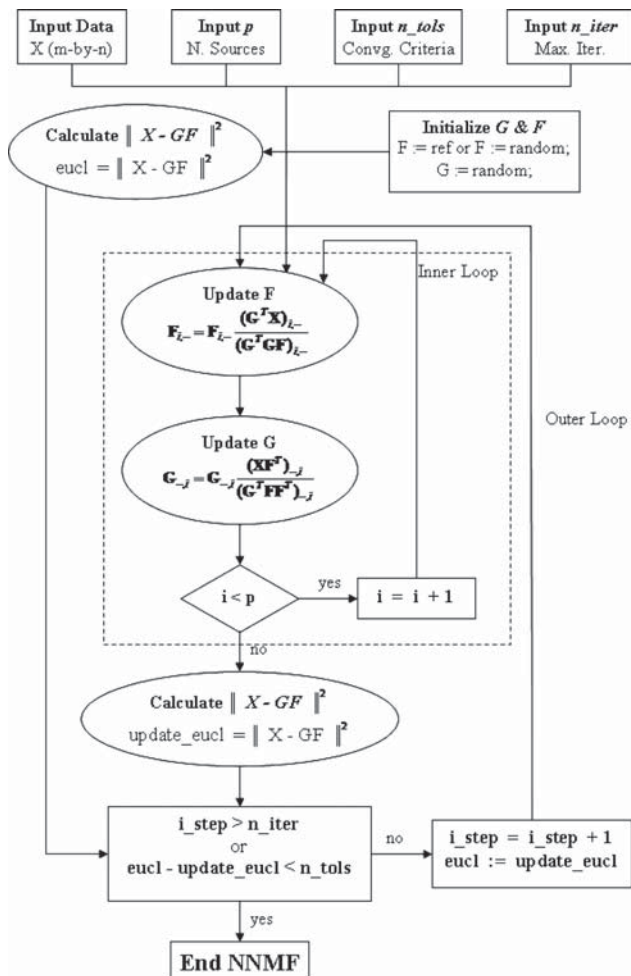 Input Data
X (m-by-n)
Input p
N. Sources
Input n_tols
Convg. Criteria
Input n_iter
Max. Iter.
Calculate ‖ X - GF ‖²
eucl = ‖ X - GF ‖²
Initialize G & F
F := ref or F := random;
G := random;
Inner Loop
Update F
F_{i,–} = F_{i,–} (G^T X)_{i,–} / (G^T GF)_{i,–}
Outer Loop
Update G
G_{–,i} = G_{–,i} (XF^T)_{–,i} / (G^T FF^T)_{–,i}
i < p
yes
i = i + 1
no
Calculate ‖ X - GF ‖²
update_eucl = ‖ X - GF ‖²
i_step > n_iter
or
eucl - update_eucl < n_tols
no
i_step = i_step + 1
eucl := update_eucl
yes
End NNMF